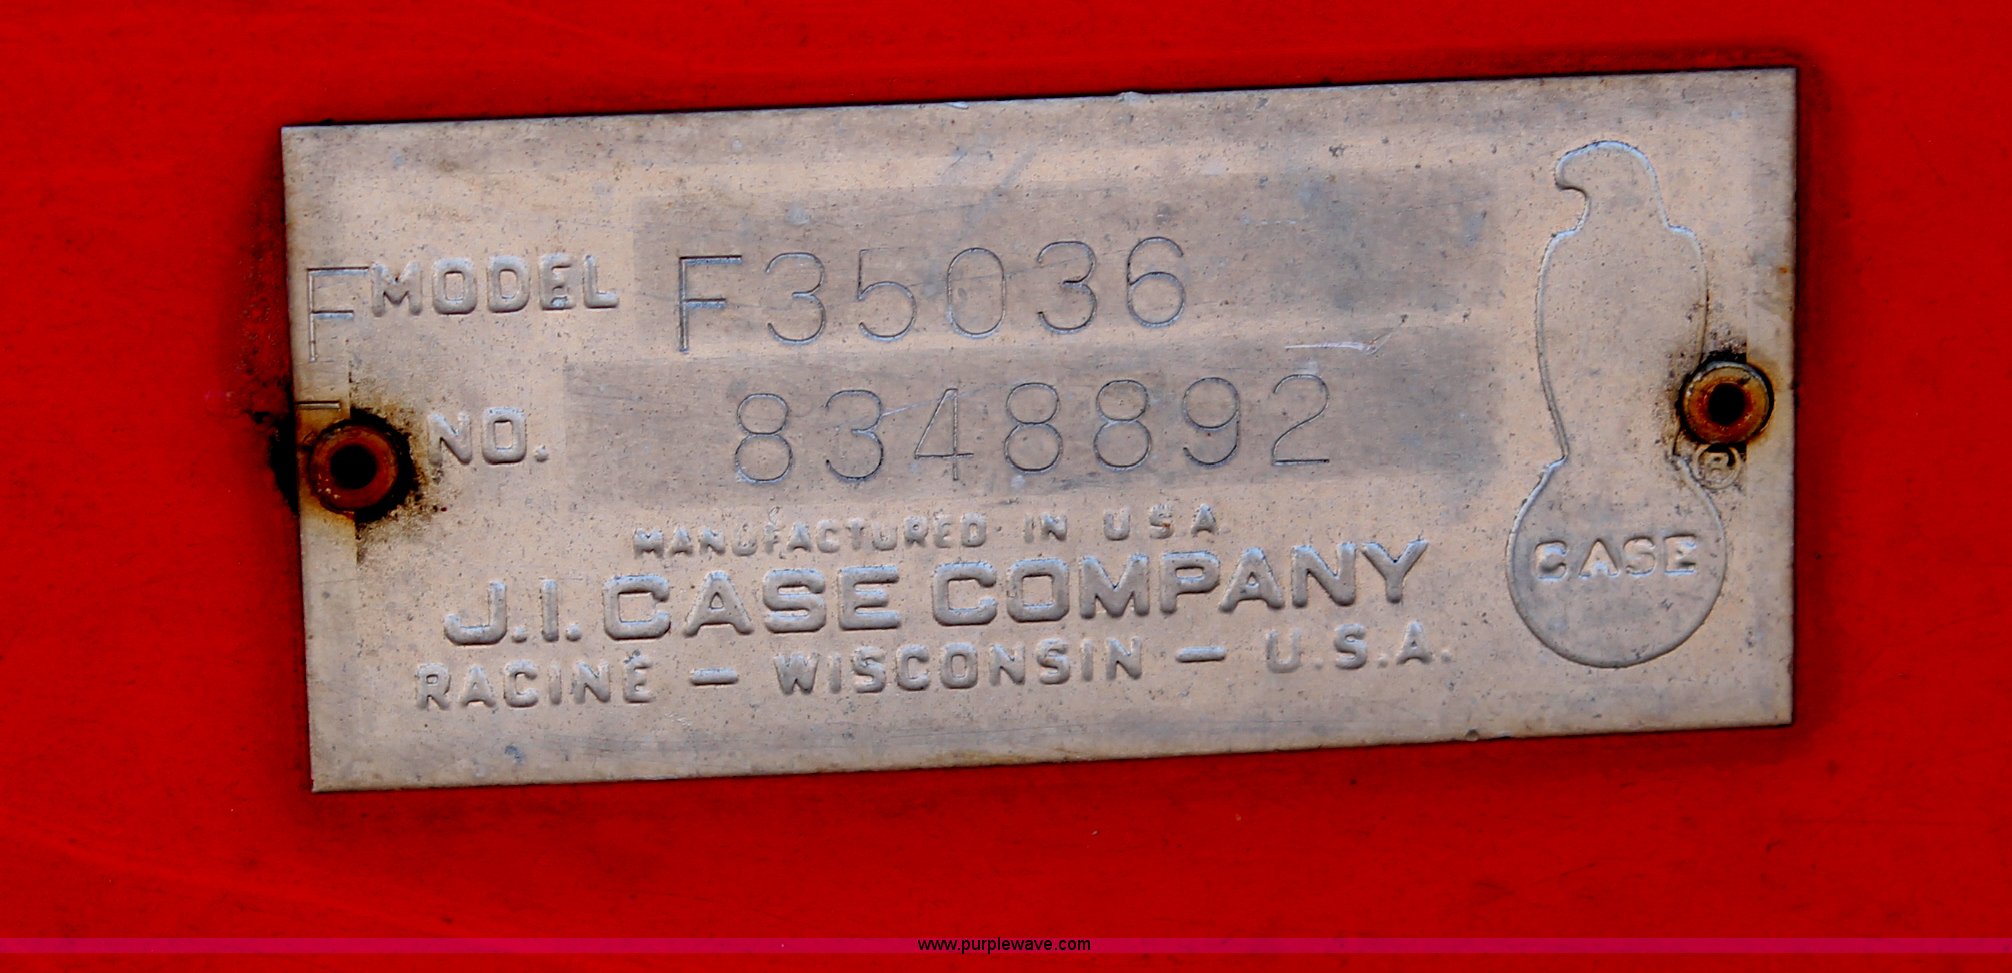 F MODEL F35036
NO. 8348892
MANUFACTURED IN U S A
J.I. CASE COMPANY
RACINE — WISCONSIN — U.S.A.
®
CASE
www.purplewave.com